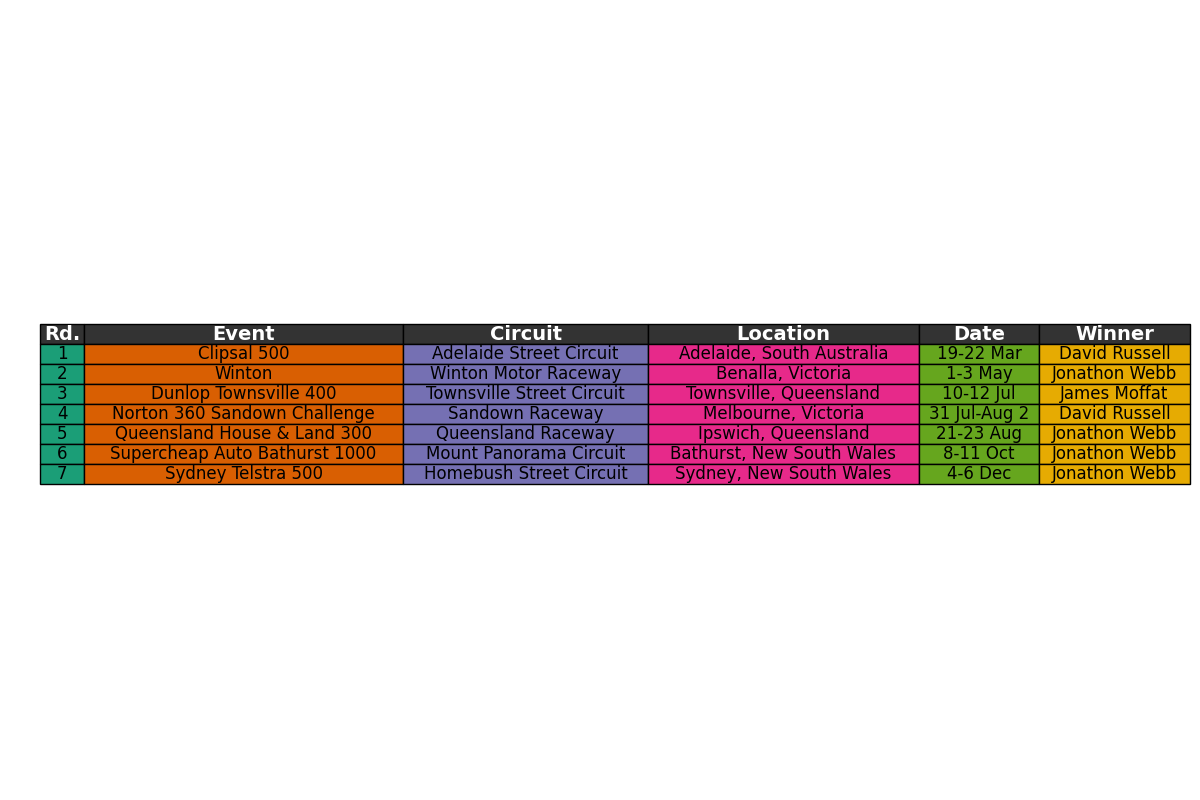 Rd. Event Circuit Location Date Winner
1 Clipsal 500 Adelaide Street Circuit Adelaide, South Australia 19-22 Mar David Russell
2 Winton Winton Motor Raceway Benalla, Victoria 1-3 May Jonathon Webb
3 Dunlop Townsville 400 Townsville Street Circuit Townsville, Queensland 10-12 Jul James Moffat
4 Norton 360 Sandown Challenge Sandown Raceway Melbourne, Victoria 31 Jul-Aug 2 David Russell
5 Queensland House & Land 300 Queensland Raceway Ipswich, Queensland 21-23 Aug Jonathon Webb
6 Supercheap Auto Bathurst 1000 Mount Panorama Circuit Bathurst, New South Wales 8-11 Oct Jonathon Webb
7 Sydney Telstra 500 Homebush Street Circuit Sydney, New South Wales 4-6 Dec Jonathon Webb